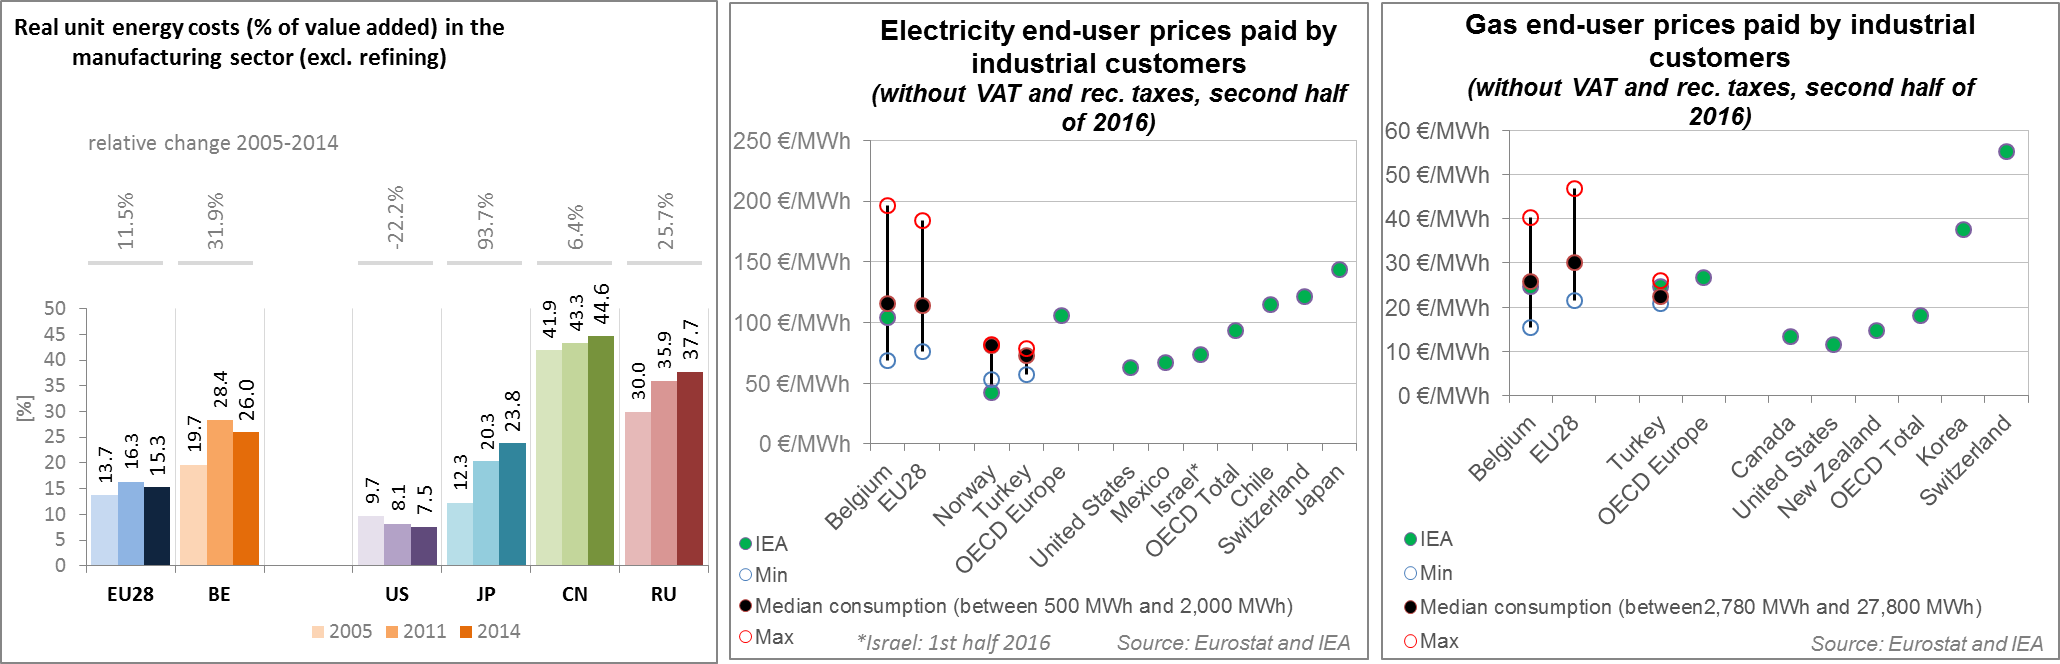 Real unit energy costs (% of value added) in the
manufacturing sector (excl. refining)
relative change 2005-2014
11.5%
31.9%
-22.2%
93.7%
6.4%
25.7%
[%]
50
45
40
35
30
25
20
15
10
5
0
13.7
16.3
15.3
19.7
28.4
26.0
9.7
8.1
7.5
12.3
20.3
23.8
41.9
43.3
44.6
30.0
35.9
37.7
EU28
BE
US
JP
CN
RU
2005
2011
2014
Electricity end-user prices paid by
industrial customers
(without VAT and rec. taxes, second half
of 2016)
250 €/MWh
200 €/MWh
150 €/MWh
100 €/MWh
50 €/MWh
0 €/MWh
Belgium
EU28
Norway
Turkey
OECD Europe
United States
Mexico
Israel*
OECD Total
Chile
Switzerland
Japan
IEA
Min
Median consumption (between 500 MWh and 2,000 MWh)
Max
*Israel: 1st half 2016
Source: Eurostat and IEA
Gas end-user prices paid by industrial
customers
(without VAT and rec. taxes, second half of
2016)
60 €/MWh
50 €/MWh
40 €/MWh
30 €/MWh
20 €/MWh
10 €/MWh
0 €/MWh
Belgium
EU28
Turkey
OECD Europe
Canada
United States
New Zealand
OECD Total
Korea
Switzerland
IEA
Min
Median consumption (between2,780 MWh and 27,800 MWh)
Max
Source: Eurostat and IEA